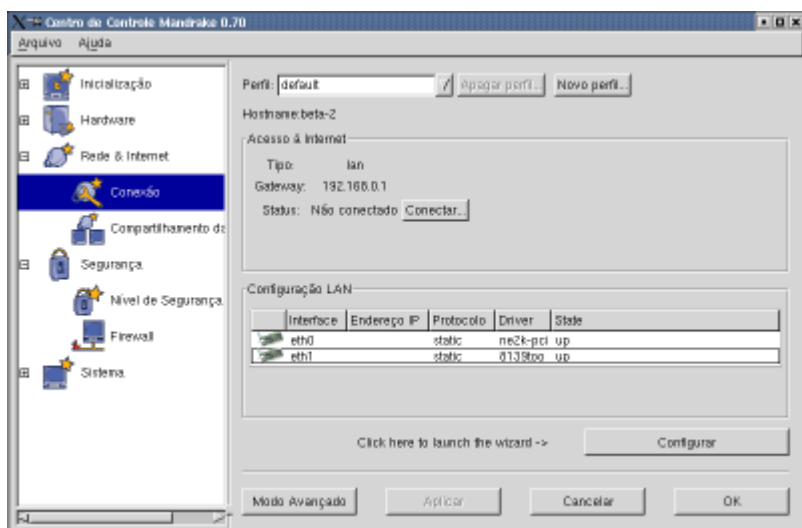 Centro de Controle Mandrake 0.70
Arquivo Ajuda
Inicialização
Hardware
Rede & Internet
Conexão
Compartilhamento da
Segurança
Nível de Segurança
Firewall
Sistema
Perfil: default Apagar perfil... Novo perfil...
Hostname:beta-2
Acesso à Internet
Tipo: lan
Gateway: 192.168.0.1
Status: Não conectado Conectar...
Configuração LAN
Interface Endereço IP Protocolo Driver State
eth0 static ne2k-pci up
eth1 static 8139too up
Click here to launch the wizard -> Configurar
Modo Avançado Aplicar Cancelar OK